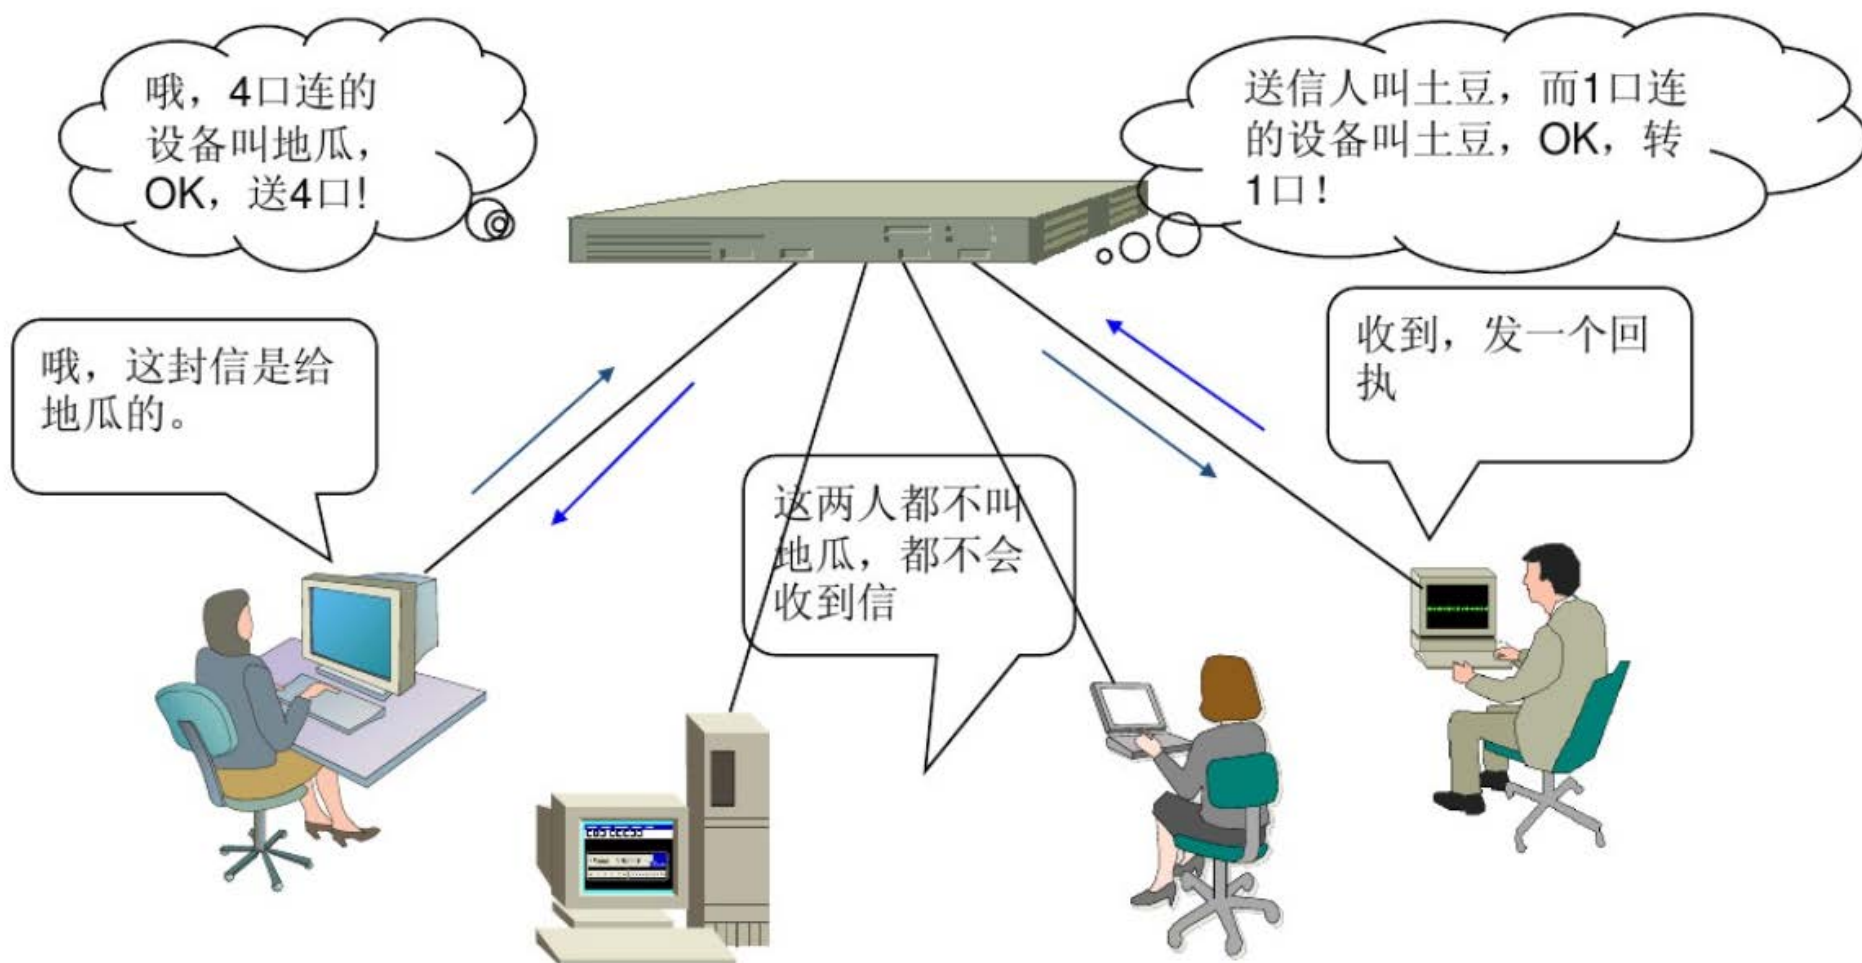 哦，4口连的
设备叫地瓜，
OK，送4口!
送信人叫土豆，而1口连
的设备叫土豆，OK，转
1口！
哦，这封信是给
地瓜的。
收到，发一个回
执
这两人都不叫
地瓜，都不会
收到信